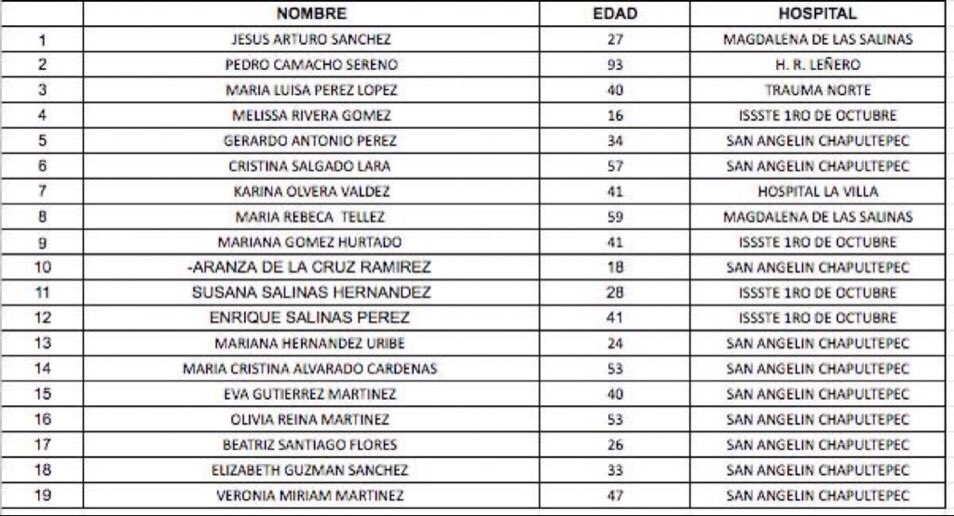 NOMBRE EDAD HOSPITAL
1 JESUS ARTURO SANCHEZ 27 MAGDALENA DE LAS SALINAS
2 PEDRO CAMACHO SERENO 93 H. R. LEÑERO
3 MARIA LUISA PEREZ LOPEZ 40 TRAUMA NORTE
4 MELISSA RIVERA GOMEZ 16 ISSSTE 1RO DE OCTUBRE
5 GERARDO ANTONIO PEREZ 34 SAN ANGELIN CHAPULTEPEC
6 CRISTINA SALGADO LARA 57 SAN ANGELIN CHAPULTEPEC
7 KARINA OLVERA VALDEZ 41 HOSPITAL LA VILLA
8 MARIA REBECA TELLEZ 59 MAGDALENA DE LAS SALINAS
9 MARIANA GOMEZ HURTADO 41 ISSSTE 1RO DE OCTUBRE
10 -ARANZA DE LA CRUZ RAMIREZ 18 SAN ANGELIN CHAPULTEPEC
11 SUSANA SALINAS HERNANDEZ 28 ISSSTE 1RO DE OCTUBRE
12 ENRIQUE SALINAS PEREZ 41 ISSSTE 1RO DE OCTUBRE
13 MARIANA HERNANDEZ URIBE 24 SAN ANGELIN CHAPULTEPEC
14 MARIA CRISTINA ALVARADO CARDENAS 53 SAN ANGELIN CHAPULTEPEC
15 EVA GUTIERREZ MARTINEZ 40 SAN ANGELIN CHAPULTEPEC
16 OLIVIA REINA MARTINEZ 53 SAN ANGELIN CHAPULTEPEC
17 BEATRIZ SANTIAGO FLORES 26 SAN ANGELIN CHAPULTEPEC
18 ELIZABETH GUZMAN SANCHEZ 33 SAN ANGELIN CHAPULTEPEC
19 VERONIA MIRIAM MARTINEZ 47 SAN ANGELIN CHAPULTEPEC